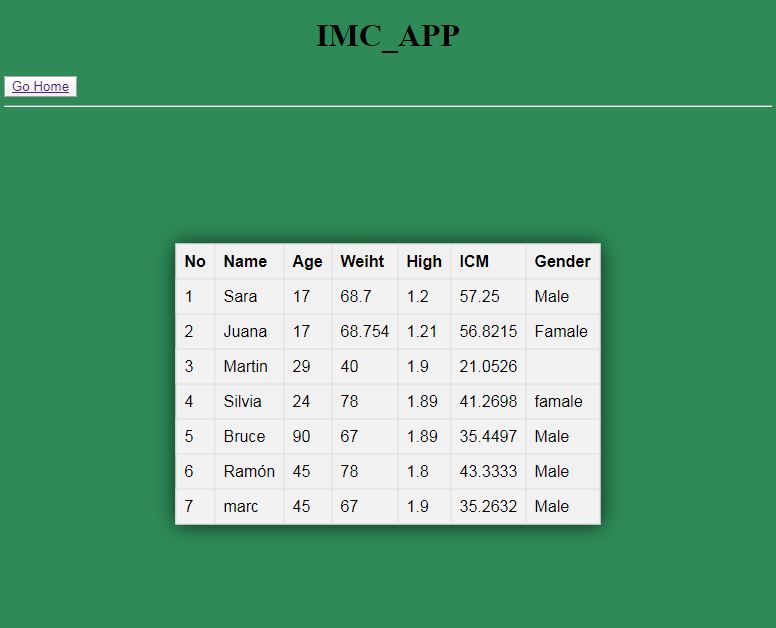 IMC_APP
Go Home
No Name Age Weiht High ICM Gender
1 Sara 17 68.7 1.2 57.25 Male
2 Juana 17 68.754 1.21 56.8215 Famale
3 Martin 29 40 1.9 21.0526
4 Silvia 24 78 1.89 41.2698 famale
5 Bruce 90 67 1.89 35.4497 Male
6 Ramón 45 78 1.8 43.3333 Male
7 marc 45 67 1.9 35.2632 Male